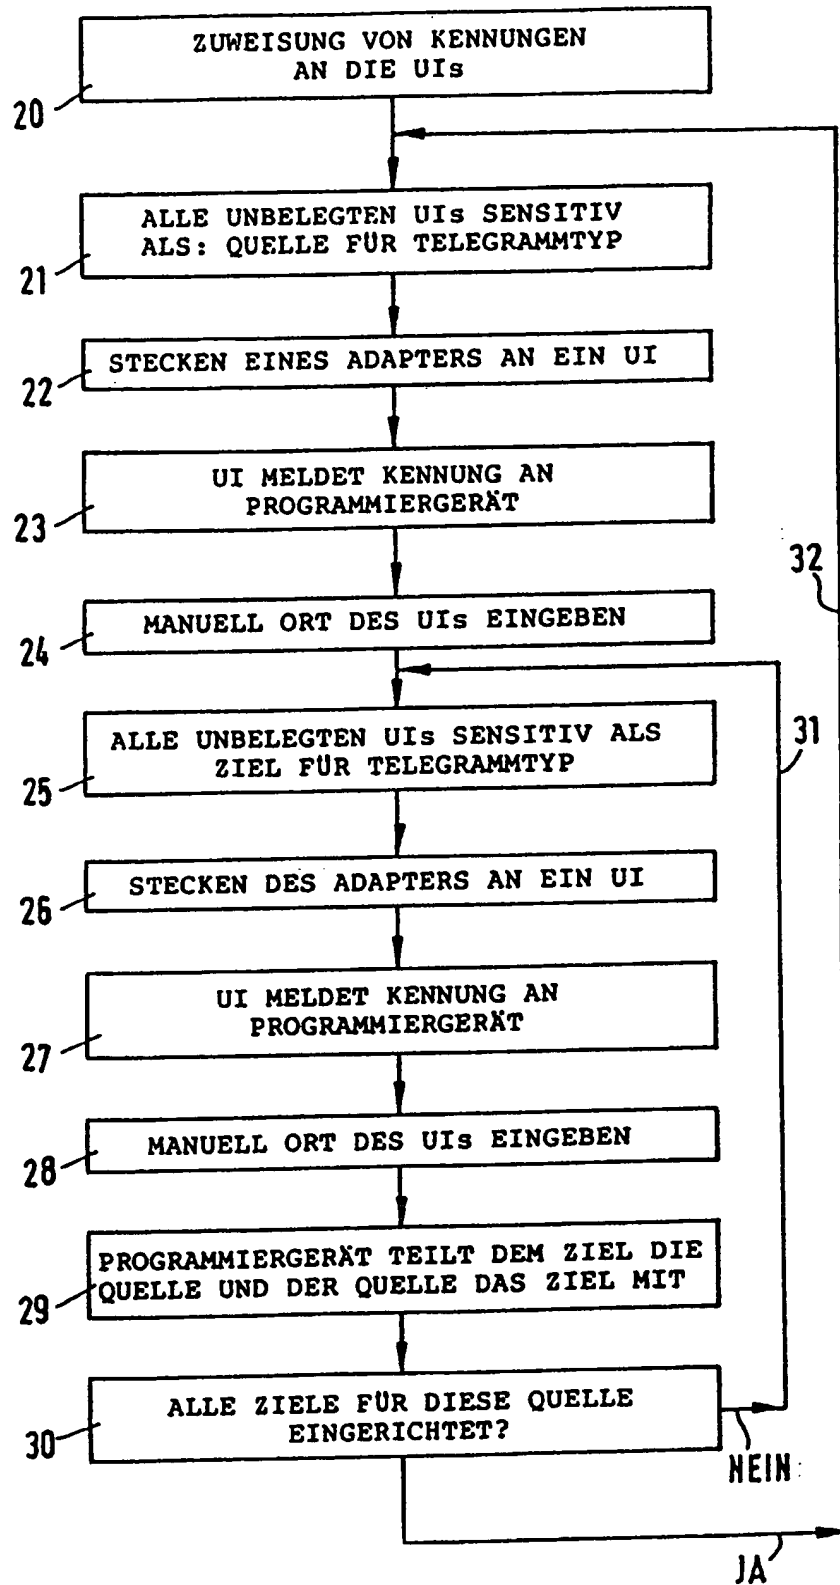 ZUWEISUNG VON KENNUNGEN
AN DIE UIs
20
ALLE UNBELEGTEN UIs SENSITIV
ALS: QUELLE FÜR TELEGRAMMTYP
21
STECKEN EINES ADAPTERS AN EIN UI
22
UI MELDET KENNUNG AN
PROGRAMMIERGERÄT
23
32
MANUELL ORT DES UIs EINGEBEN
24
31
ALLE UNBELEGTEN UIs SENSITIV ALS
ZIEL FÜR TELEGRAMMTYP
25
STECKEN DES ADAPTERS AN EIN UI
26
UI MELDET KENNUNG AN
PROGRAMMIERGERÄT
27
MANUELL ORT DES UIs EINGEBEN
28
PROGRAMMIERGERÄT TEILT DEM ZIEL DIE
QUELLE UND DER QUELLE DAS ZIEL MIT
29
ALLE ZIELE FÜR DIESE QUELLE
EINGERICHTET?
30
NEIN
JA